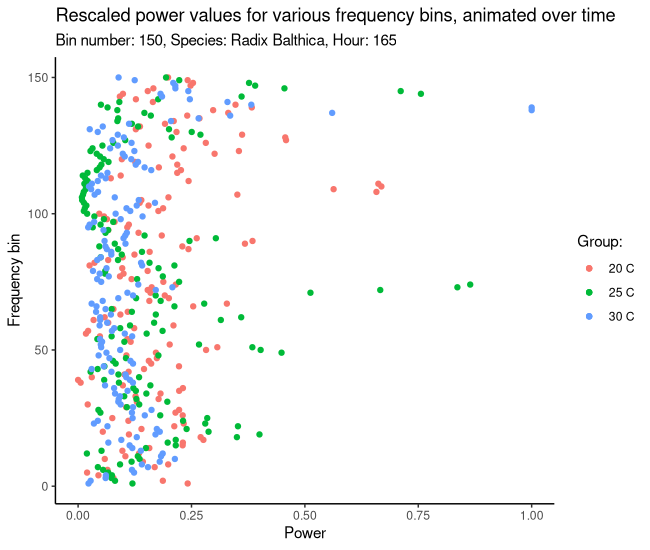 Rescaled power values for various frequency bins, animated over time
Bin number: 150, Species: Radix Balthica, Hour: 165
150
100
50
0
Frequency bin
0.00 0.25 0.50 0.75 1.00
Power
Group:
20 C
25 C
30 C